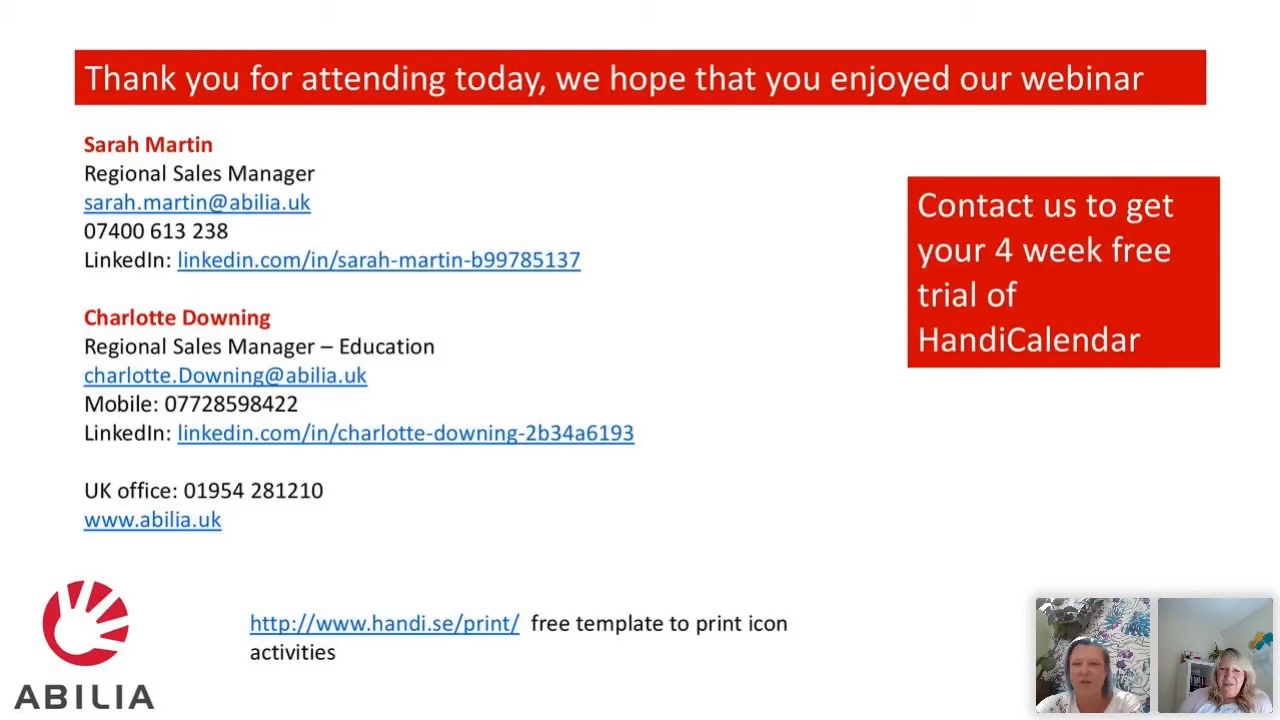 Thank you for attending today, we hope that you enjoyed our webinar
Sarah Martin
Regional Sales Manager
sarah.martin@abilia.uk
07400 613 238
LinkedIn: linkedin.com/in/sarah-martin-b99785137
Charlotte Downing
Regional Sales Manager – Education
charlotte.Downing@abilia.uk
Mobile: 07728598422
LinkedIn: linkedin.com/in/charlotte-downing-2b34a6193
UK office: 01954 281210
www.abilia.uk
Contact us to get
your 4 week free
trial of
HandiCalendar
http://www.handi.se/print/ free template to print icon
activities
ABILIA